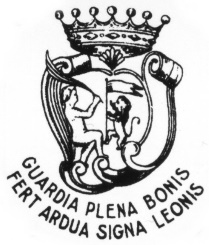 GUARDIA PLENA BONIS
FERT ARDUA SIGNA LEONIS